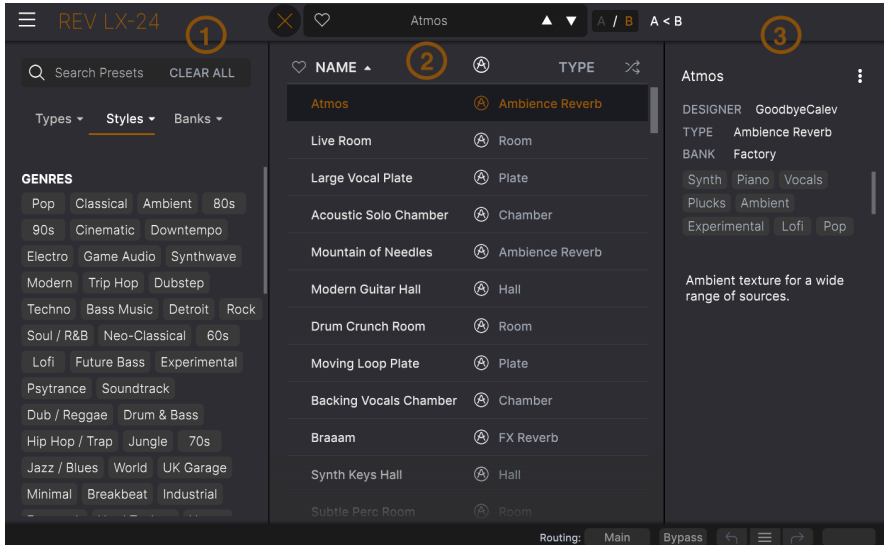 REV LX-24
Atmos
A / B
A < B
1
Search Presets
CLEAR ALL
Types
Styles
Banks
GENRES
Pop Classical Ambient 80s
90s Cinematic Downtempo
Electro Game Audio Synthwave
Modern Trip Hop Dubstep
Techno Bass Music Detroit Rock
Soul / R&B Neo-Classical 60s
Lofi Future Bass Experimental
Psytrance Soundtrack
Dub / Reggae Drum & Bass
Hip Hop / Trap Jungle 70s
Jazz / Blues World UK Garage
Minimal Breakbeat Industrial
2
NAME TYPE
Atmos Ambience Reverb
Live Room Room
Large Vocal Plate Plate
Acoustic Solo Chamber Chamber
Mountain of Needles Ambience Reverb
Modern Guitar Hall Hall
Drum Crunch Room Room
Moving Loop Plate Plate
Backing Vocals Chamber Chamber
Braaam FX Reverb
Synth Keys Hall Hall
Subtle Perc Room Room
3
Atmos
DESIGNER GoodbyeCalev
TYPE Ambience Reverb
BANK Factory
Synth Piano Vocals
Plucks Ambient
Experimental Lofi Pop
Ambient texture for a wide
range of sources.
Routing: Main Bypass